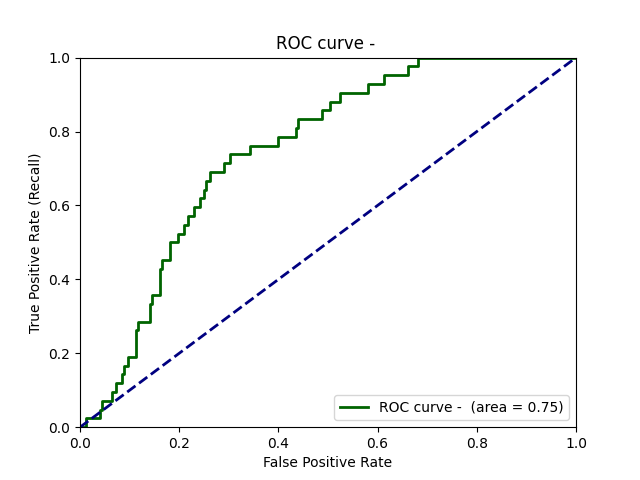 ROC curve -
1.0
0.8
0.6
0.4
0.2
0.0
True Positive Rate (Recall)
ROC curve -  (area = 0.75)
0.0 0.2 0.4 0.6 0.8 1.0
False Positive Rate